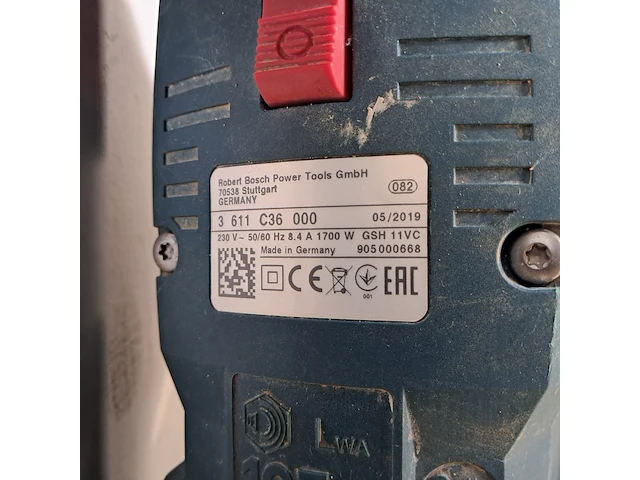 Robert Bosch Power Tools GmbH
70538 Stuttgart
GERMANY
082
3 611 C36 000 05/2019
230 V~ 50/60 Hz 8.4 A 1700 W GSH 11VC
Made in Germany 905000668
CE EAC
001
LWA